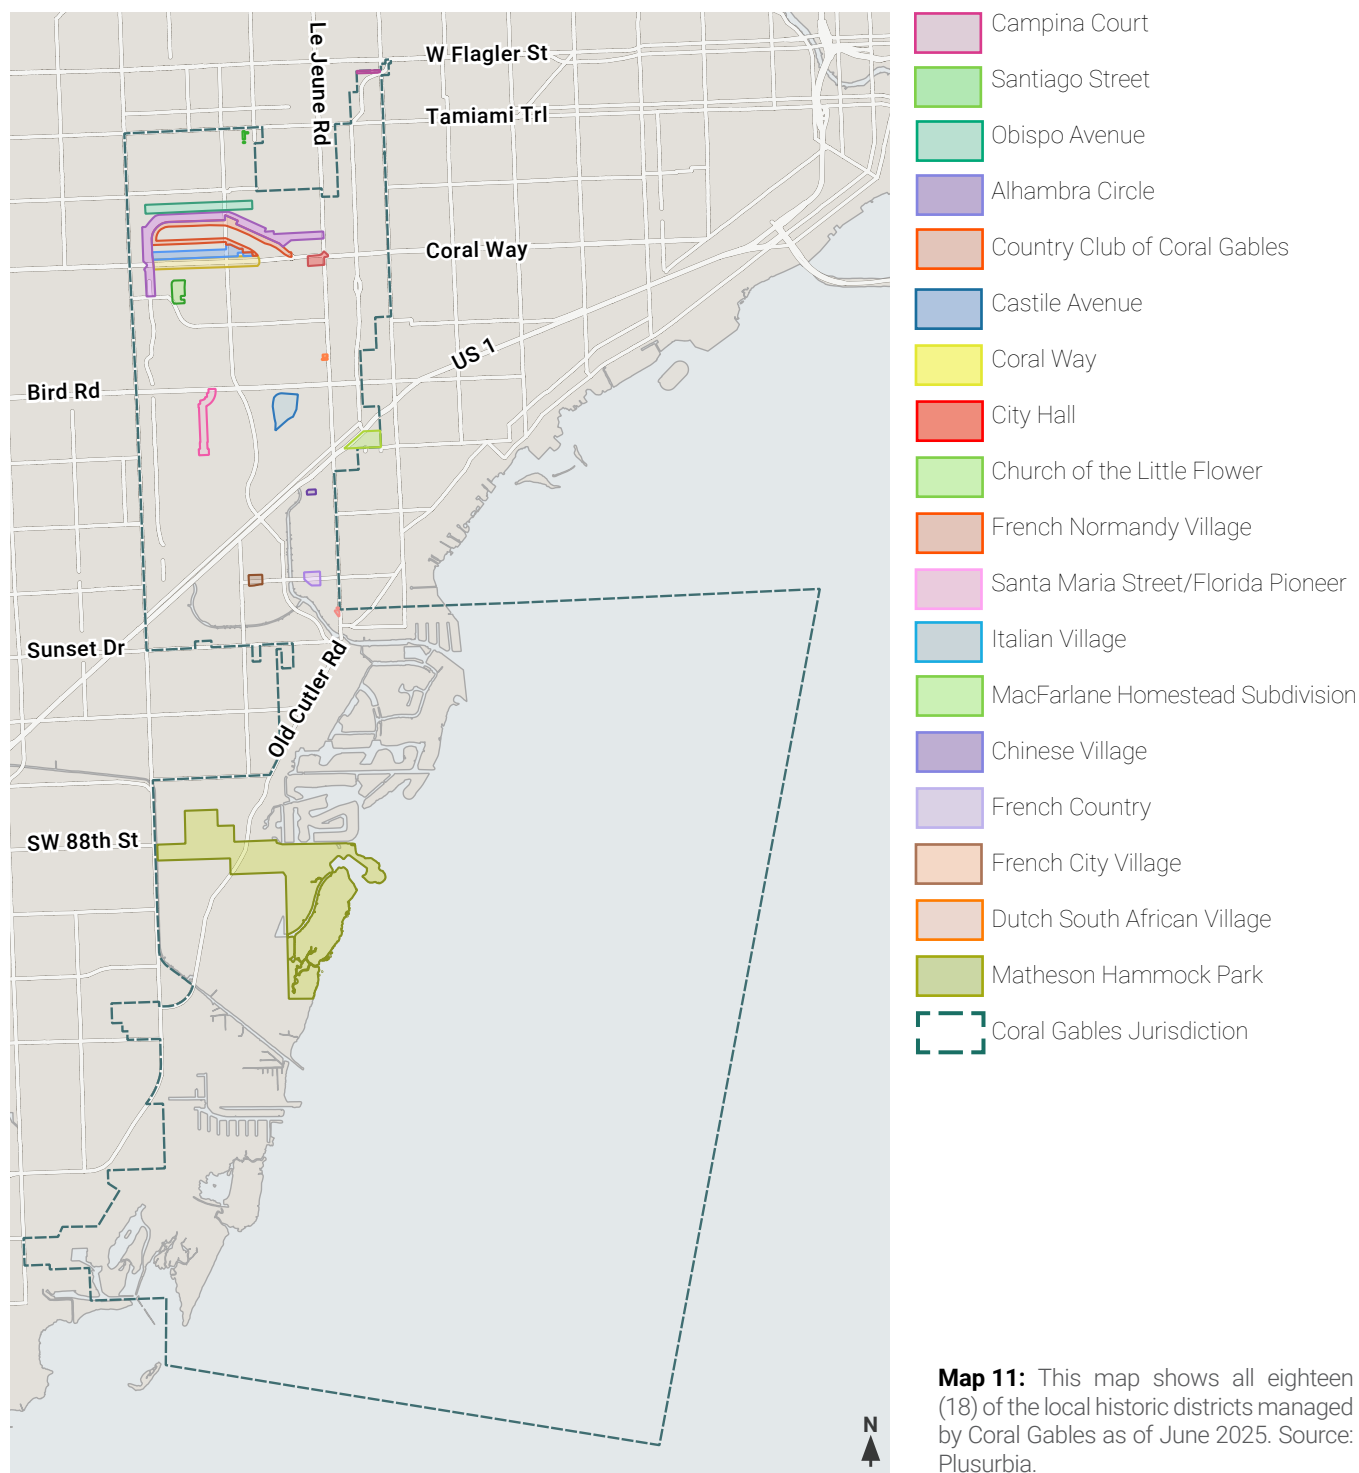 W Flagler St
Le Jeune Rd
Tamiami Trl
Coral Way
US 1
Bird Rd
Sunset Dr
Old Cutler Rd
SW 88th St
N
Campina Court
Santiago Street
Obispo Avenue
Alhambra Circle
Country Club of Coral Gables
Castile Avenue
Coral Way
City Hall
Church of the Little Flower
French Normandy Village
Santa Maria Street/Florida Pioneer
Italian Village
MacFarlane Homestead Subdivision
Chinese Village
French Country
French City Village
Dutch South African Village
Matheson Hammock Park
Coral Gables Jurisdiction
Map 11: This map shows all eighteen
(18) of the local historic districts managed
by Coral Gables as of June 2025. Source:
Plusurbia.